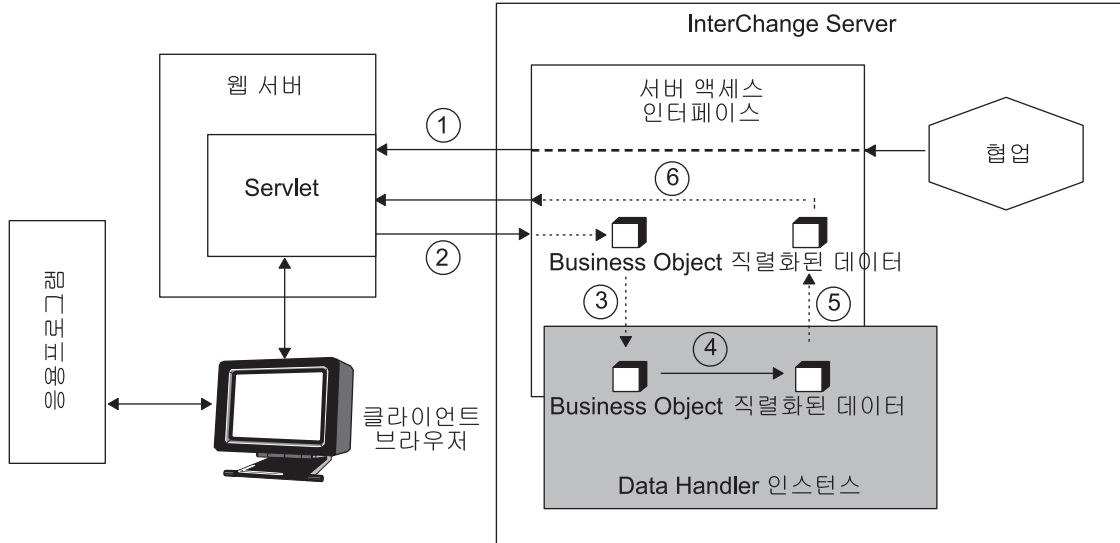 InterChange Server
웹 서버
서버 액세스
인터페이스
①
협업
⑥
Servlet
②
Business Object 직렬화된 데이터
③
⑤
응용프로그램
④
클라이언트
브라우저
Business Object 직렬화된 데이터
Data Handler 인스턴스